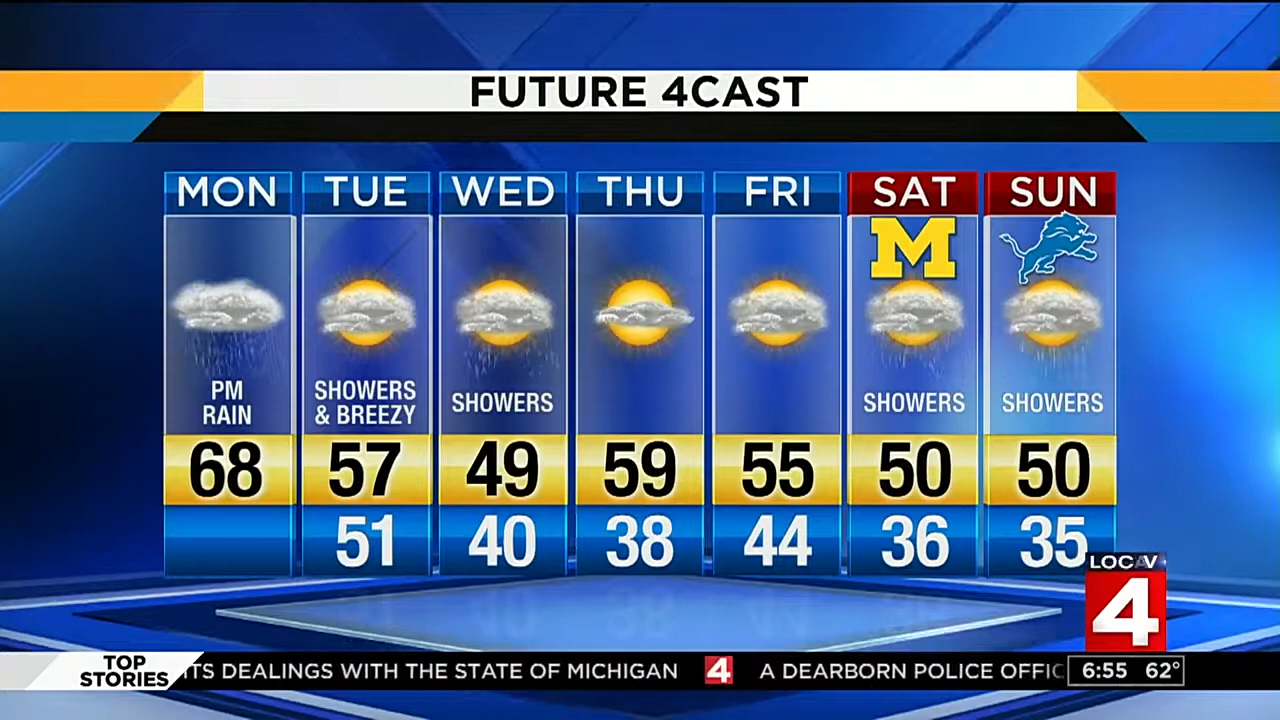 FUTURE 4CAST
MON TUE WED THU FRI SAT SUN
M
PM
RAIN
SHOWERS
& BREEZY
SHOWERS
SHOWERS
SHOWERS
68 57 49 59 55 50 50
51 40 38 44 36 35
LOCAV
4
TOP
STORIES
ITS DEALINGS WITH THE STATE OF MICHIGAN 4 A DEARBORN POLICE OFFIC
6:55 62°